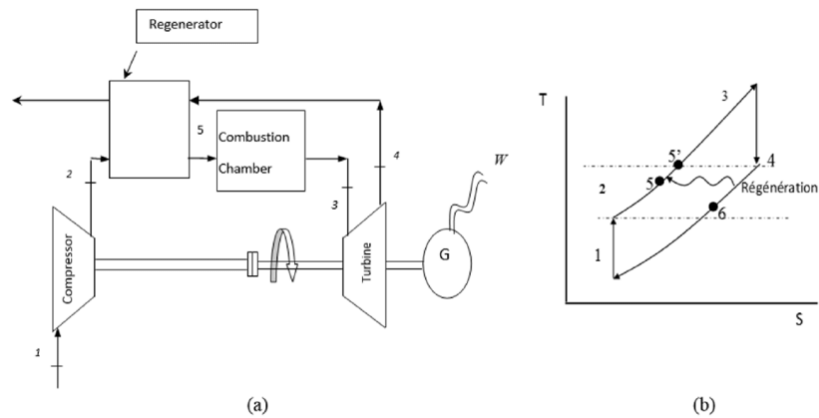 Regenerator
5
Combustion
Chamber
2
4
W
3
Compressor
Turbine
G
1
(a)
T
3
5'
4
2
5
Régénération
6
1
S
(b)